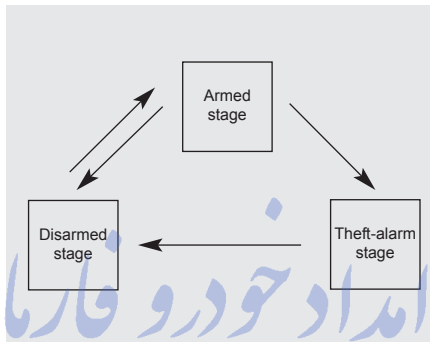 Armed
stage
Disarmed
stage
Theft-alarm
stage
امداد خودرو فارما